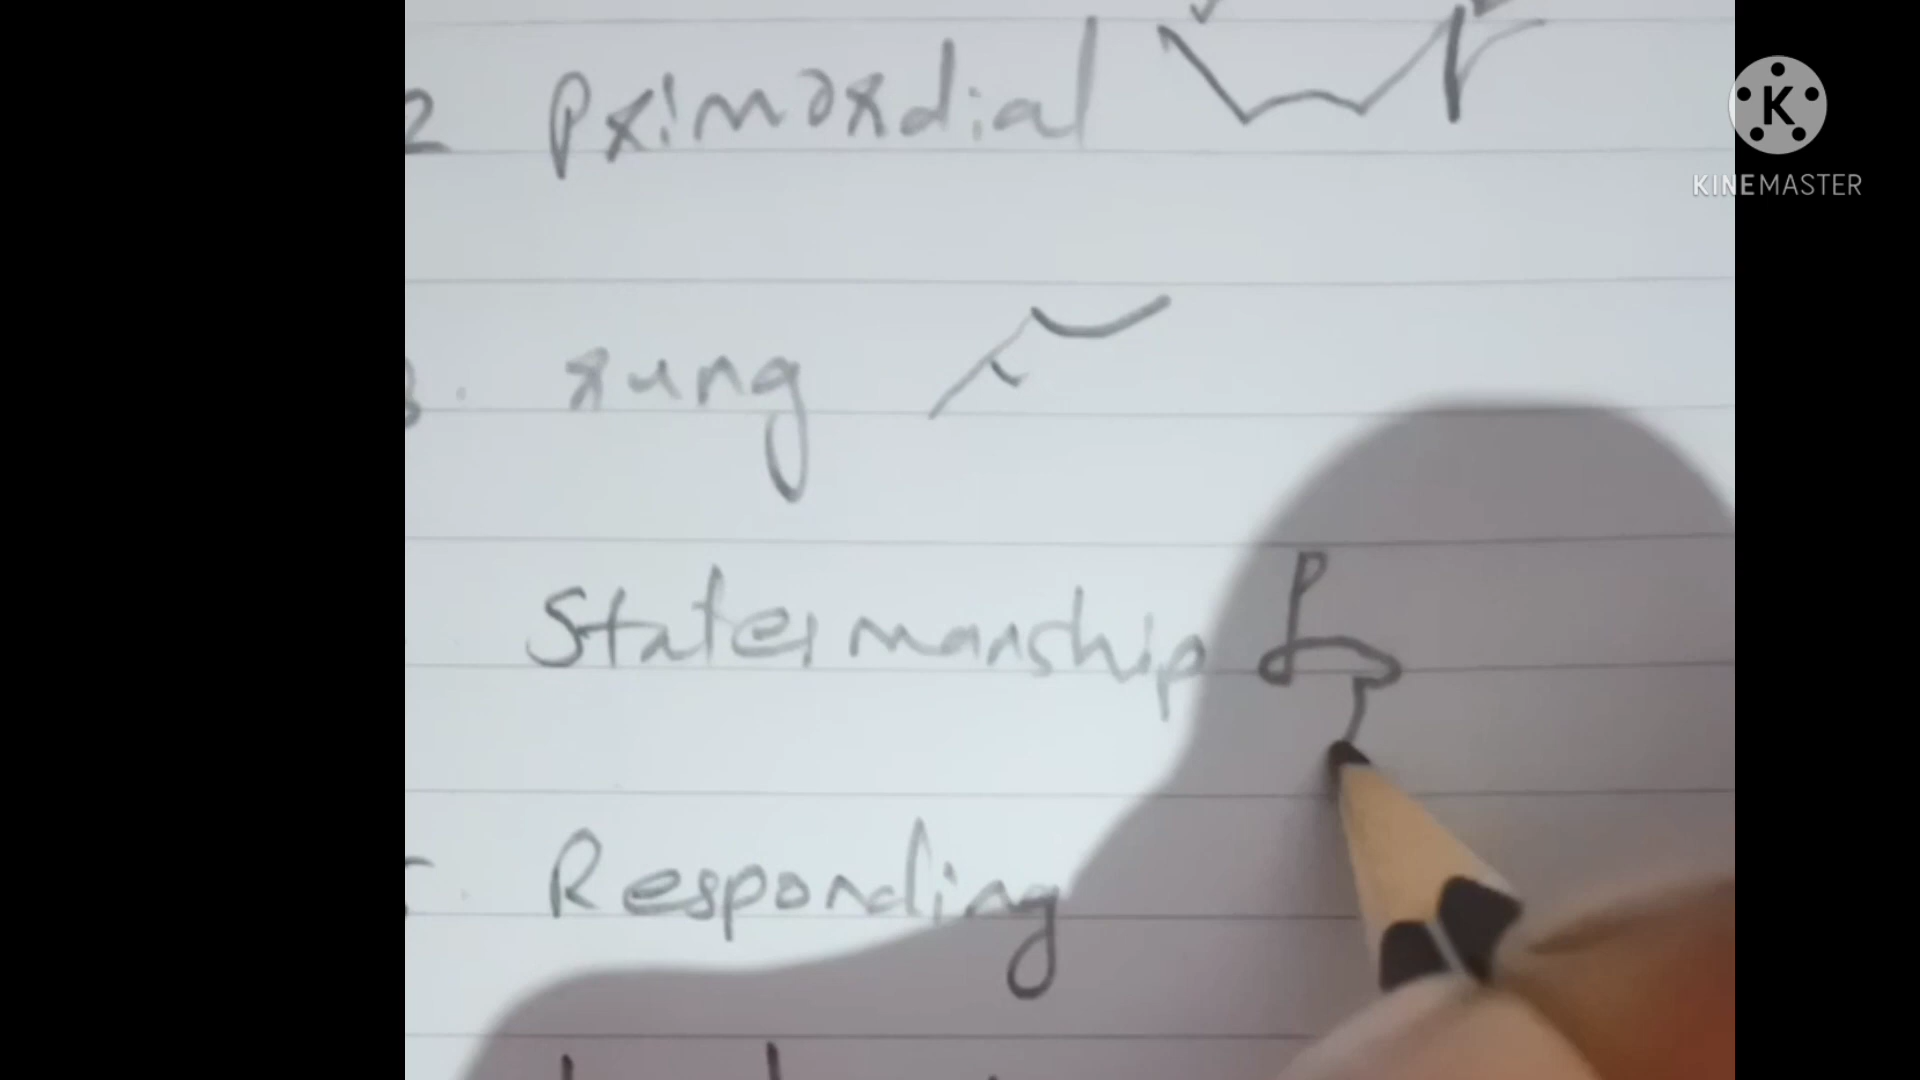 2 Primordial
KINEMASTER
3. rung
Statesmanship
Responding